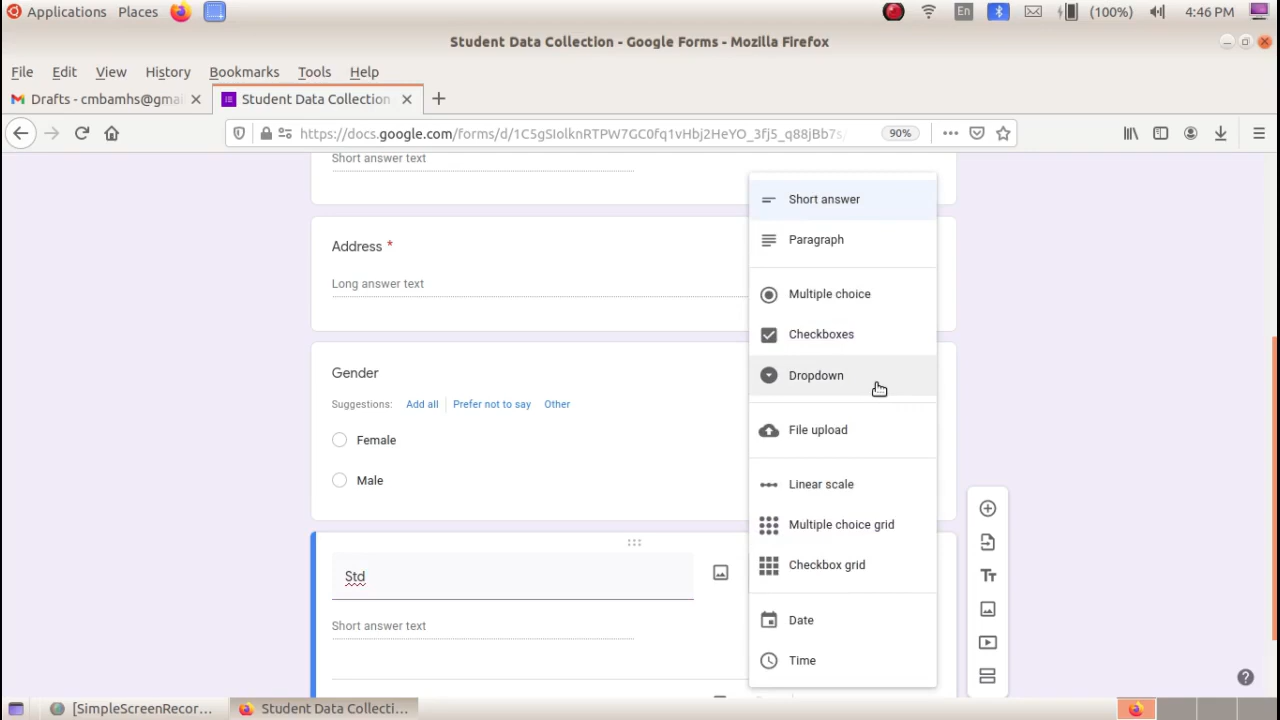 Applications Places En (100%) 4:46 PM
Student Data Collection - Google Forms - Mozilla Firefox
File Edit View History Bookmarks Tools Help
Drafts - cmbamhs@gmai
Student Data Collection
https://docs.google.com/forms/d/1C5gSIolknRTPW7GC0fq1vHbj2HeYO_3fj5_q88jBb7s/ 90%
Short answer text
Address *
Long answer text
Gender
Suggestions: Add all Prefer not to say Other
Female
Male
Std
Short answer text
Short answer
Paragraph
Multiple choice
Checkboxes
Dropdown
File upload
Linear scale
Multiple choice grid
Checkbox grid
Date
Time
[SimpleScreenRecor... Student Data Collecti...